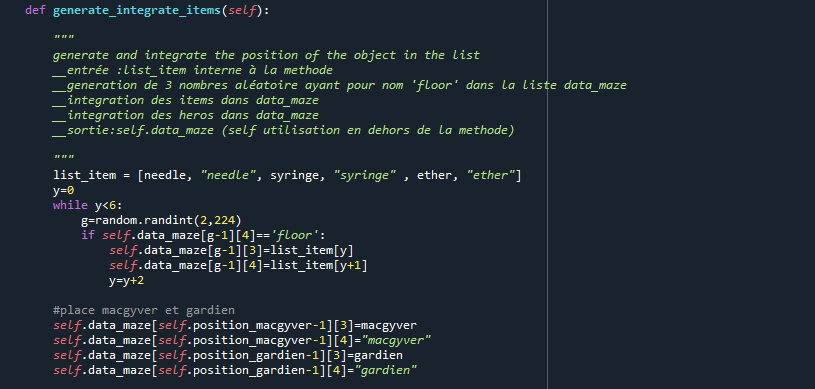 def generate_integrate_items(self):
"""
generate and integrate the position of the object in the list
__entrée :list_item interne à la methode
__generation de 3 nombres aléatoire ayant pour nom 'floor' dans la liste data_maze
__integration des items dans data_maze
__integration des heros dans data_maze
__sortie:self.data_maze (self utilisation en dehors de la methode)
"""
list_item = [needle, "needle", syringe, "syringe" , ether, "ether"]
y=0
while y<6:
g=random.randint(2,224)
if self.data_maze[g-1][4]=='floor':
self.data_maze[g-1][3]=list_item[y]
self.data_maze[g-1][4]=list_item[y+1]
y=y+2
#place macgyver et gardien
self.data_maze[self.position_macgyver-1][3]=macgyver
self.data_maze[self.position_macgyver-1][4]="macgyver"
self.data_maze[self.position_gardien-1][3]=gardien
self.data_maze[self.position_gardien-1][4]="gardien"